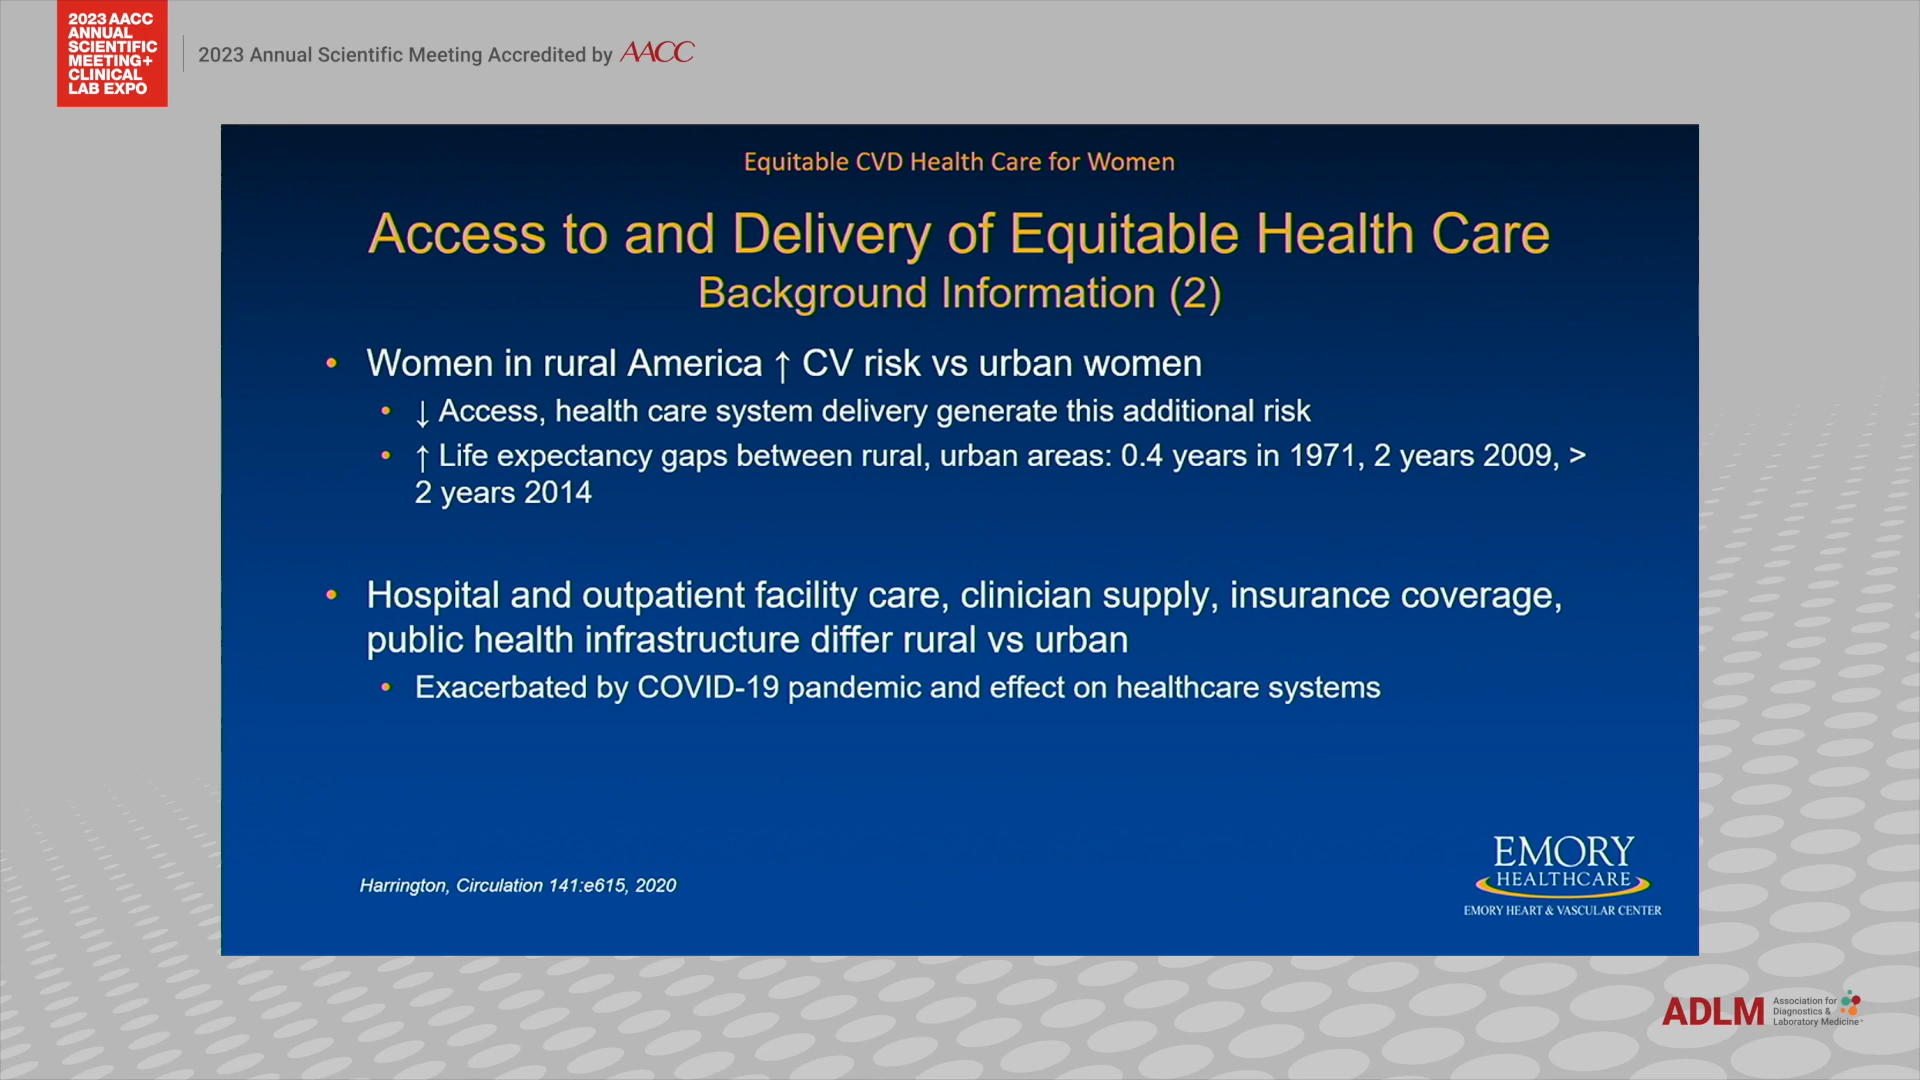 2023 AACC
ANNUAL
SCIENTIFIC
MEETING+
CLINICAL
LAB EXPO
2023 Annual Scientific Meeting Accredited by AACC
Equitable CVD Health Care for Women
Access to and Delivery of Equitable Health Care
Background Information (2)
• Women in rural America ↑ CV risk vs urban women
• ↓ Access, health care system delivery generate this additional risk
• ↑ Life expectancy gaps between rural, urban areas: 0.4 years in 1971, 2 years 2009, >
2 years 2014
• Hospital and outpatient facility care, clinician supply, insurance coverage,
public health infrastructure differ rural vs urban
• Exacerbated by COVID-19 pandemic and effect on healthcare systems
Harrington, Circulation 141:e615, 2020
EMORY
HEALTHCARE
EMORY HEART & VASCULAR CENTER
ADLM
Association for
Diagnostics &
Laboratory Medicine